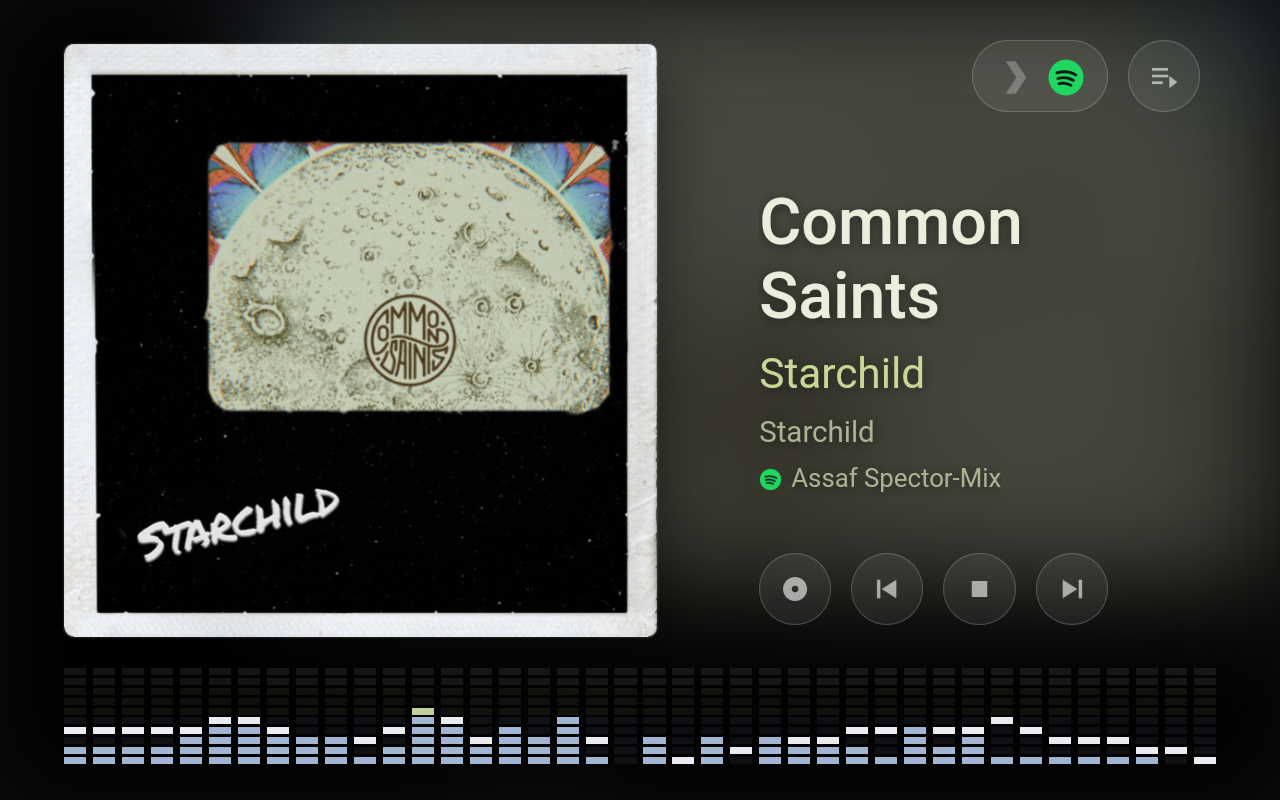 COMMON
SAINTS
STARCHILD
Common
Saints
Starchild
Starchild
Assaf Spector-Mix